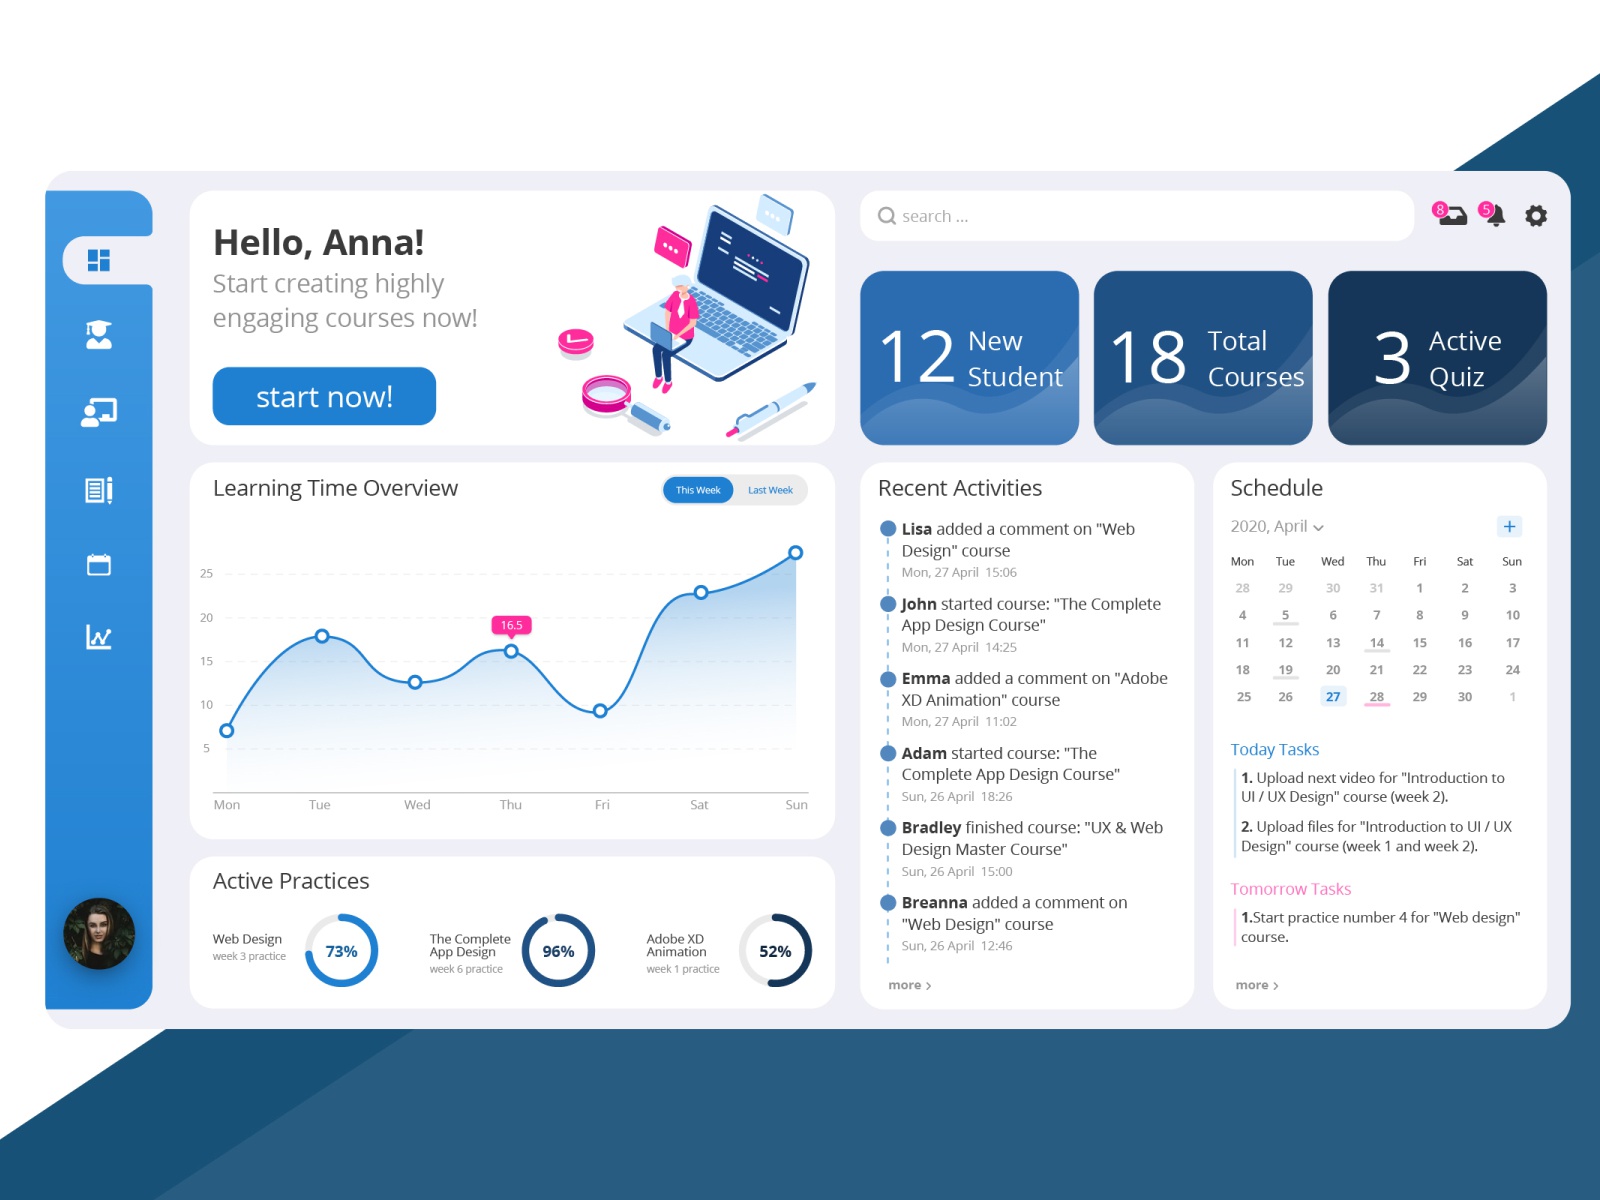 Hello, Anna!
Start creating highly
engaging courses now!
start now!
search ...
8
5
12 New
Student
18 Total
Courses
3 Active
Quiz
Learning Time Overview
This Week Last Week
25
20
15
10
5
16.5
Mon Tue Wed Thu Fri Sat Sun
Active Practices
Web Design
week 3 practice
73%
The Complete
App Design
week 6 practice
96%
Adobe XD
Animation
week 1 practice
52%
Recent Activities
Lisa added a comment on "Web
Design" course
Mon, 27 April 15:06
John started course: "The Complete
App Design Course"
Mon, 27 April 14:25
Emma added a comment on "Adobe
XD Animation" course
Mon, 27 April 11:02
Adam started course: "The
Complete App Design Course"
Sun, 26 April 18:26
Bradley finished course: "UX & Web
Design Master Course"
Sun, 26 April 15:00
Breanna added a comment on
"Web Design" course
Sun, 26 April 12:46
more >
Schedule
2020, April
+
Mon Tue Wed Thu Fri Sat Sun
28 29 30 31 1 2 3
4 5 6 7 8 9 10
11 12 13 14 15 16 17
18 19 20 21 22 23 24
25 26 27 28 29 30 1
Today Tasks
1. Upload next video for "Introduction to
UI / UX Design" course (week 2).
2. Upload files for "Introduction to UI / UX
Design" course (week 1 and week 2).
Tomorrow Tasks
1.Start practice number 4 for "Web design"
course.
more >